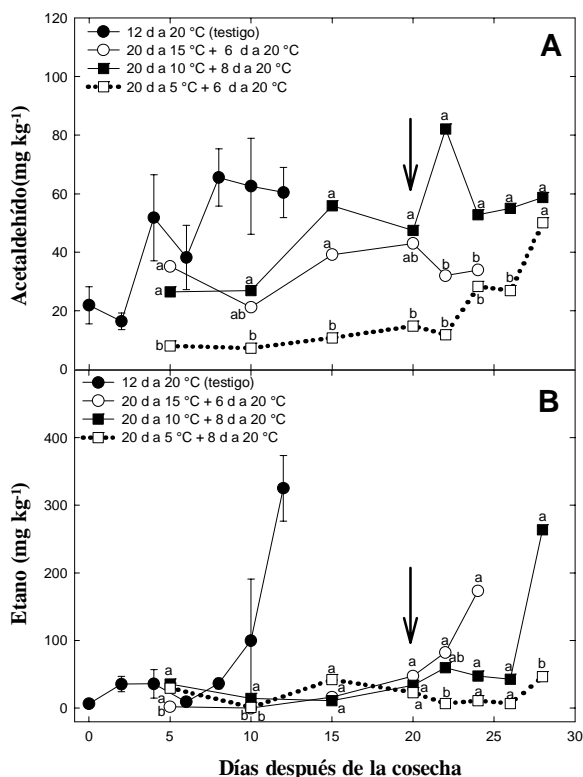 120
100
80
60
40
20
0
Acetaldehído(mg kg-1)
12 d a 20 °C (testigo)
20 d a 15 °C + 6 d a 20 °C
20 d a 10 °C + 8 d a 20 °C
20 d a 5 °C + 6 d a 20 °C
A
a
a
b
a
ab
b
a
a
b
a
ab
b
a
b
b
a
b
b
a
b
a
a
400
300
200
100
0
Etano (mg kg-1)
12 d a 20 °C (testigo)
20 d a 15 °C + 6 d a 20 °C
20 d a 10 °C + 8 d a 20 °C
20 d a 5 °C + 8 d a 20 °C
B
a
a
b
a
b
b
a
a
a
a
a
a
a
ab
b
a
a
a
a
a
a
b
0
5
10
15
20
25
30
Días después de la cosecha